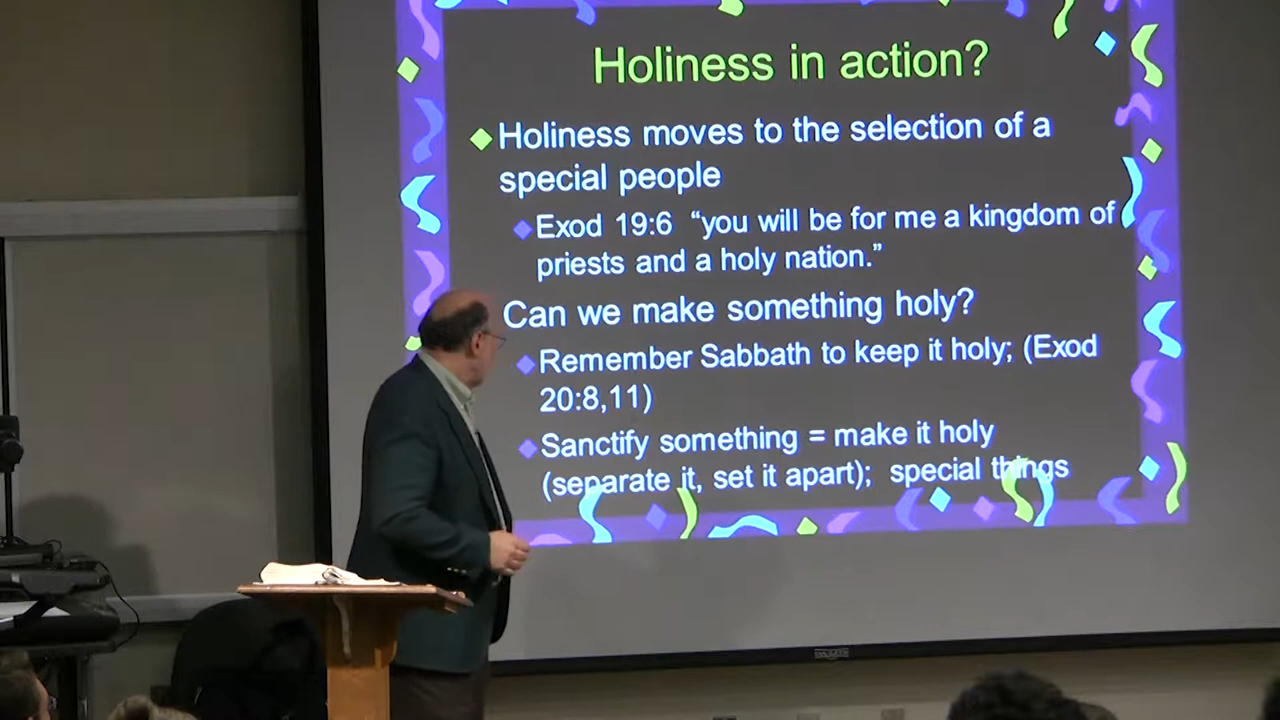 Holiness in action?
Holiness moves to the selection of a
special people
Exod 19:6 “you will be for me a kingdom of
priests and a holy nation.”
Can we make something holy?
Remember Sabbath to keep it holy; (Exod
20:8,11)
Sanctify something = make it holy
(separate it, set it apart); special things